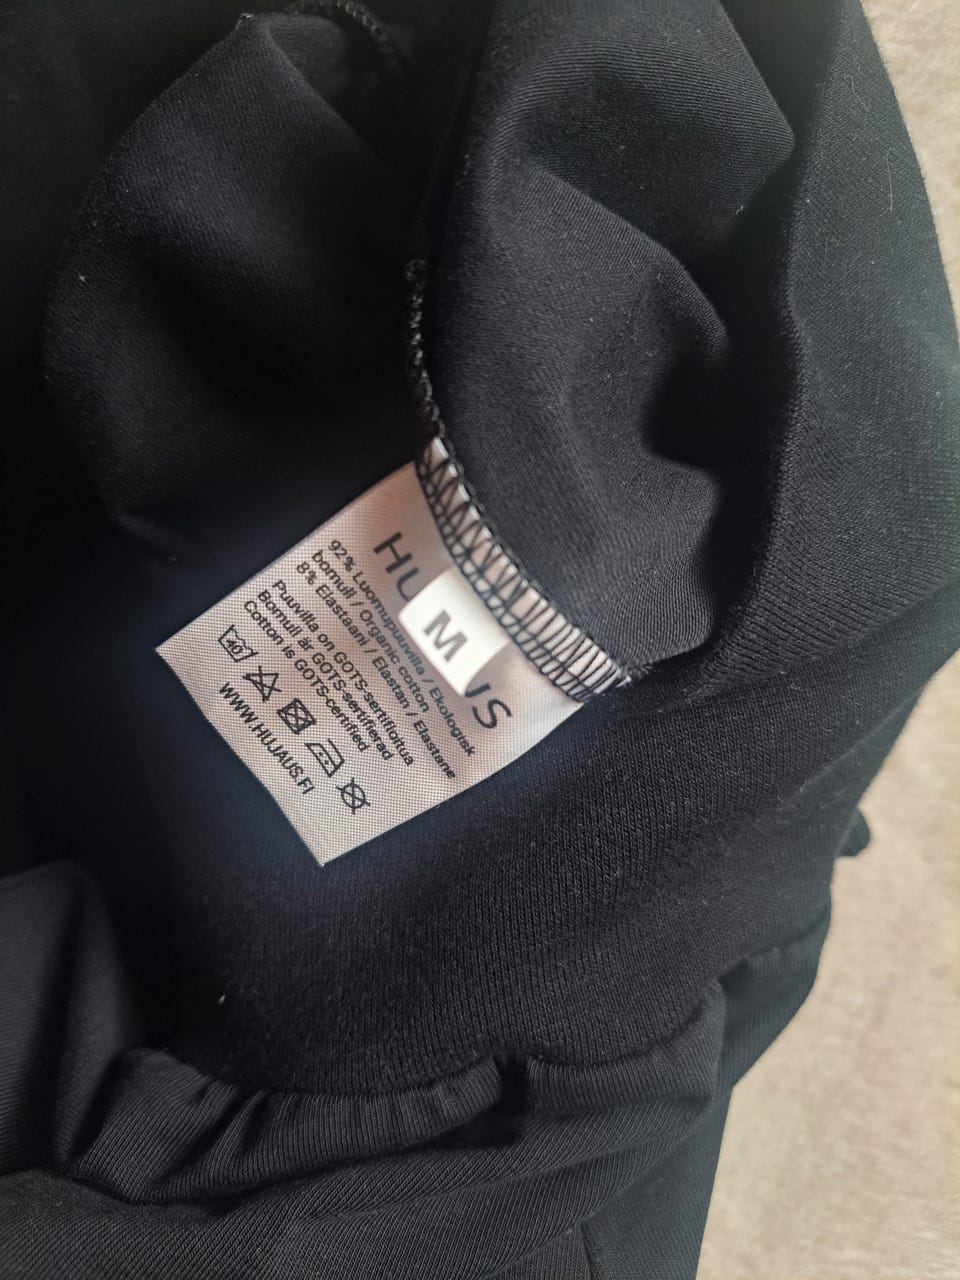 HUJAUS
M
92% Luomupuuvilla / Ekologisk
bomull / Organic cotton
8% Elastaani / Elastan / Elastane
Puuvilla on GOTS-sertifioitua
Bomull är GOTS-sertifierad
Cotton is GOTS-certified
40
WWW.HUJAUS.FI